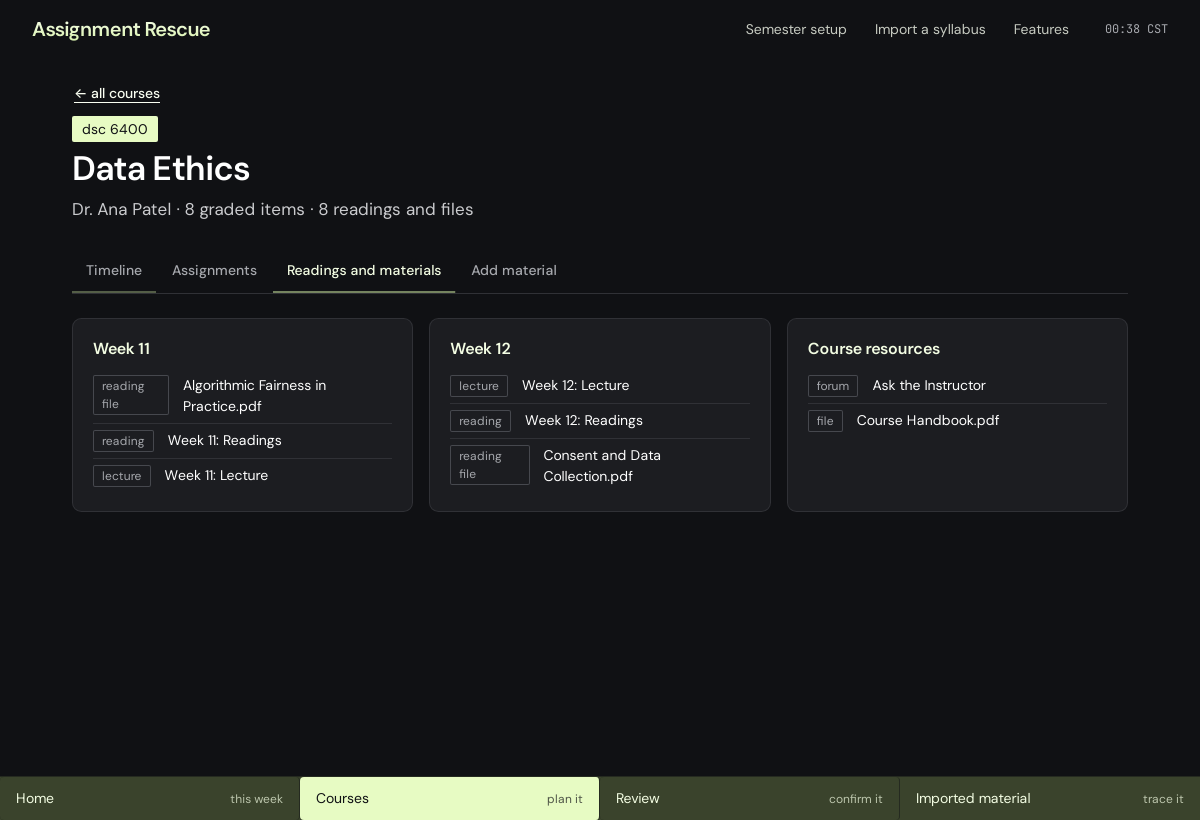 Assignment Rescue
Semester setup
Import a syllabus
Features
00:38 CST
← all courses
dsc 6400
Data Ethics
Dr. Ana Patel · 8 graded items · 8 readings and files
Timeline
Assignments
Readings and materials
Add material
Week 11
reading file
Algorithmic Fairness in
Practice.pdf
reading
Week 11: Readings
lecture
Week 11: Lecture
Week 12
lecture
Week 12: Lecture
reading
Week 12: Readings
reading file
Consent and Data
Collection.pdf
Course resources
forum
Ask the Instructor
file
Course Handbook.pdf
Home
this week
Courses
plan it
Review
confirm it
Imported material
trace it